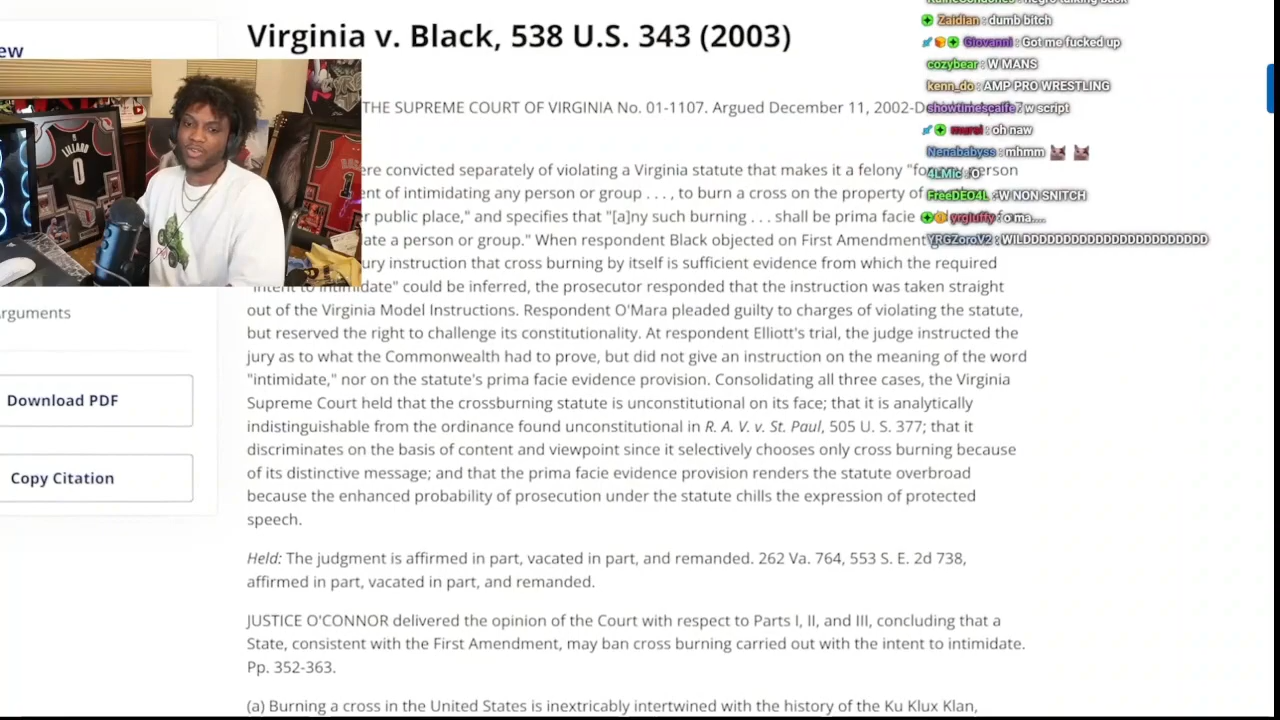 Virginia v. Black, 538 U.S. 343 (2003)
ew
THE SUPREME COURT OF VIRGINIA No. 01-1107. Argued December 11, 2002-D
ere convicted separately of violating a Virginia statute that makes it a felony "for
ent of intimidating any person or group . . . , to burn a cross on the property of
r public place," and specifies that "[a]ny such burning . . . shall be prima facie
ate a person or group." When respondent Black objected on First Amendment
ury instruction that cross burning by itself is sufficient evidence from which the required
"intent to intimidate" could be inferred, the prosecutor responded that the instruction was taken straight
out of the Virginia Model Instructions. Respondent O'Mara pleaded guilty to charges of violating the statute,
but reserved the right to challenge its constitutionality. At respondent Elliott's trial, the judge instructed the
jury as to what the Commonwealth had to prove, but did not give an instruction on the meaning of the word
"intimidate," nor on the statute's prima facie evidence provision. Consolidating all three cases, the Virginia
Supreme Court held that the crossburning statute is unconstitutional on its face; that it is analytically
indistinguishable from the ordinance found unconstitutional in R. A. V. v. St. Paul, 505 U. S. 377; that it
discriminates on the basis of content and viewpoint since it selectively chooses only cross burning because
of its distinctive message; and that the prima facie evidence provision renders the statute overbroad
because the enhanced probability of prosecution under the statute chills the expression of protected
speech.
Held: The judgment is affirmed in part, vacated in part, and remanded. 262 Va. 764, 553 S. E. 2d 738,
affirmed in part, vacated in part, and remanded.
JUSTICE O'CONNOR delivered the opinion of the Court with respect to Parts I, II, and III, concluding that a
State, consistent with the First Amendment, may ban cross burning carried out with the intent to intimidate.
Pp. 352-363.
(a) Burning a cross in the United States is inextricably intertwined with the history of the Ku Klux Klan,
rguments
Download PDF
Copy Citation
LILLARD
0
Zaidian : dumb bitch
Giovanni : Got me fucked up
cozybear : W MANS
kenn_do : AMP PRO WRESTLING
showtimescaife : w script
murci : oh naw
Nenababyss : mhmm
4LMic : :O
FreeDEO4L : W NON SNITCH
yrgluffy : o ma....
YRGZoroV2 : WILDDDDDDDDDDDDDDDDDDDDDDD